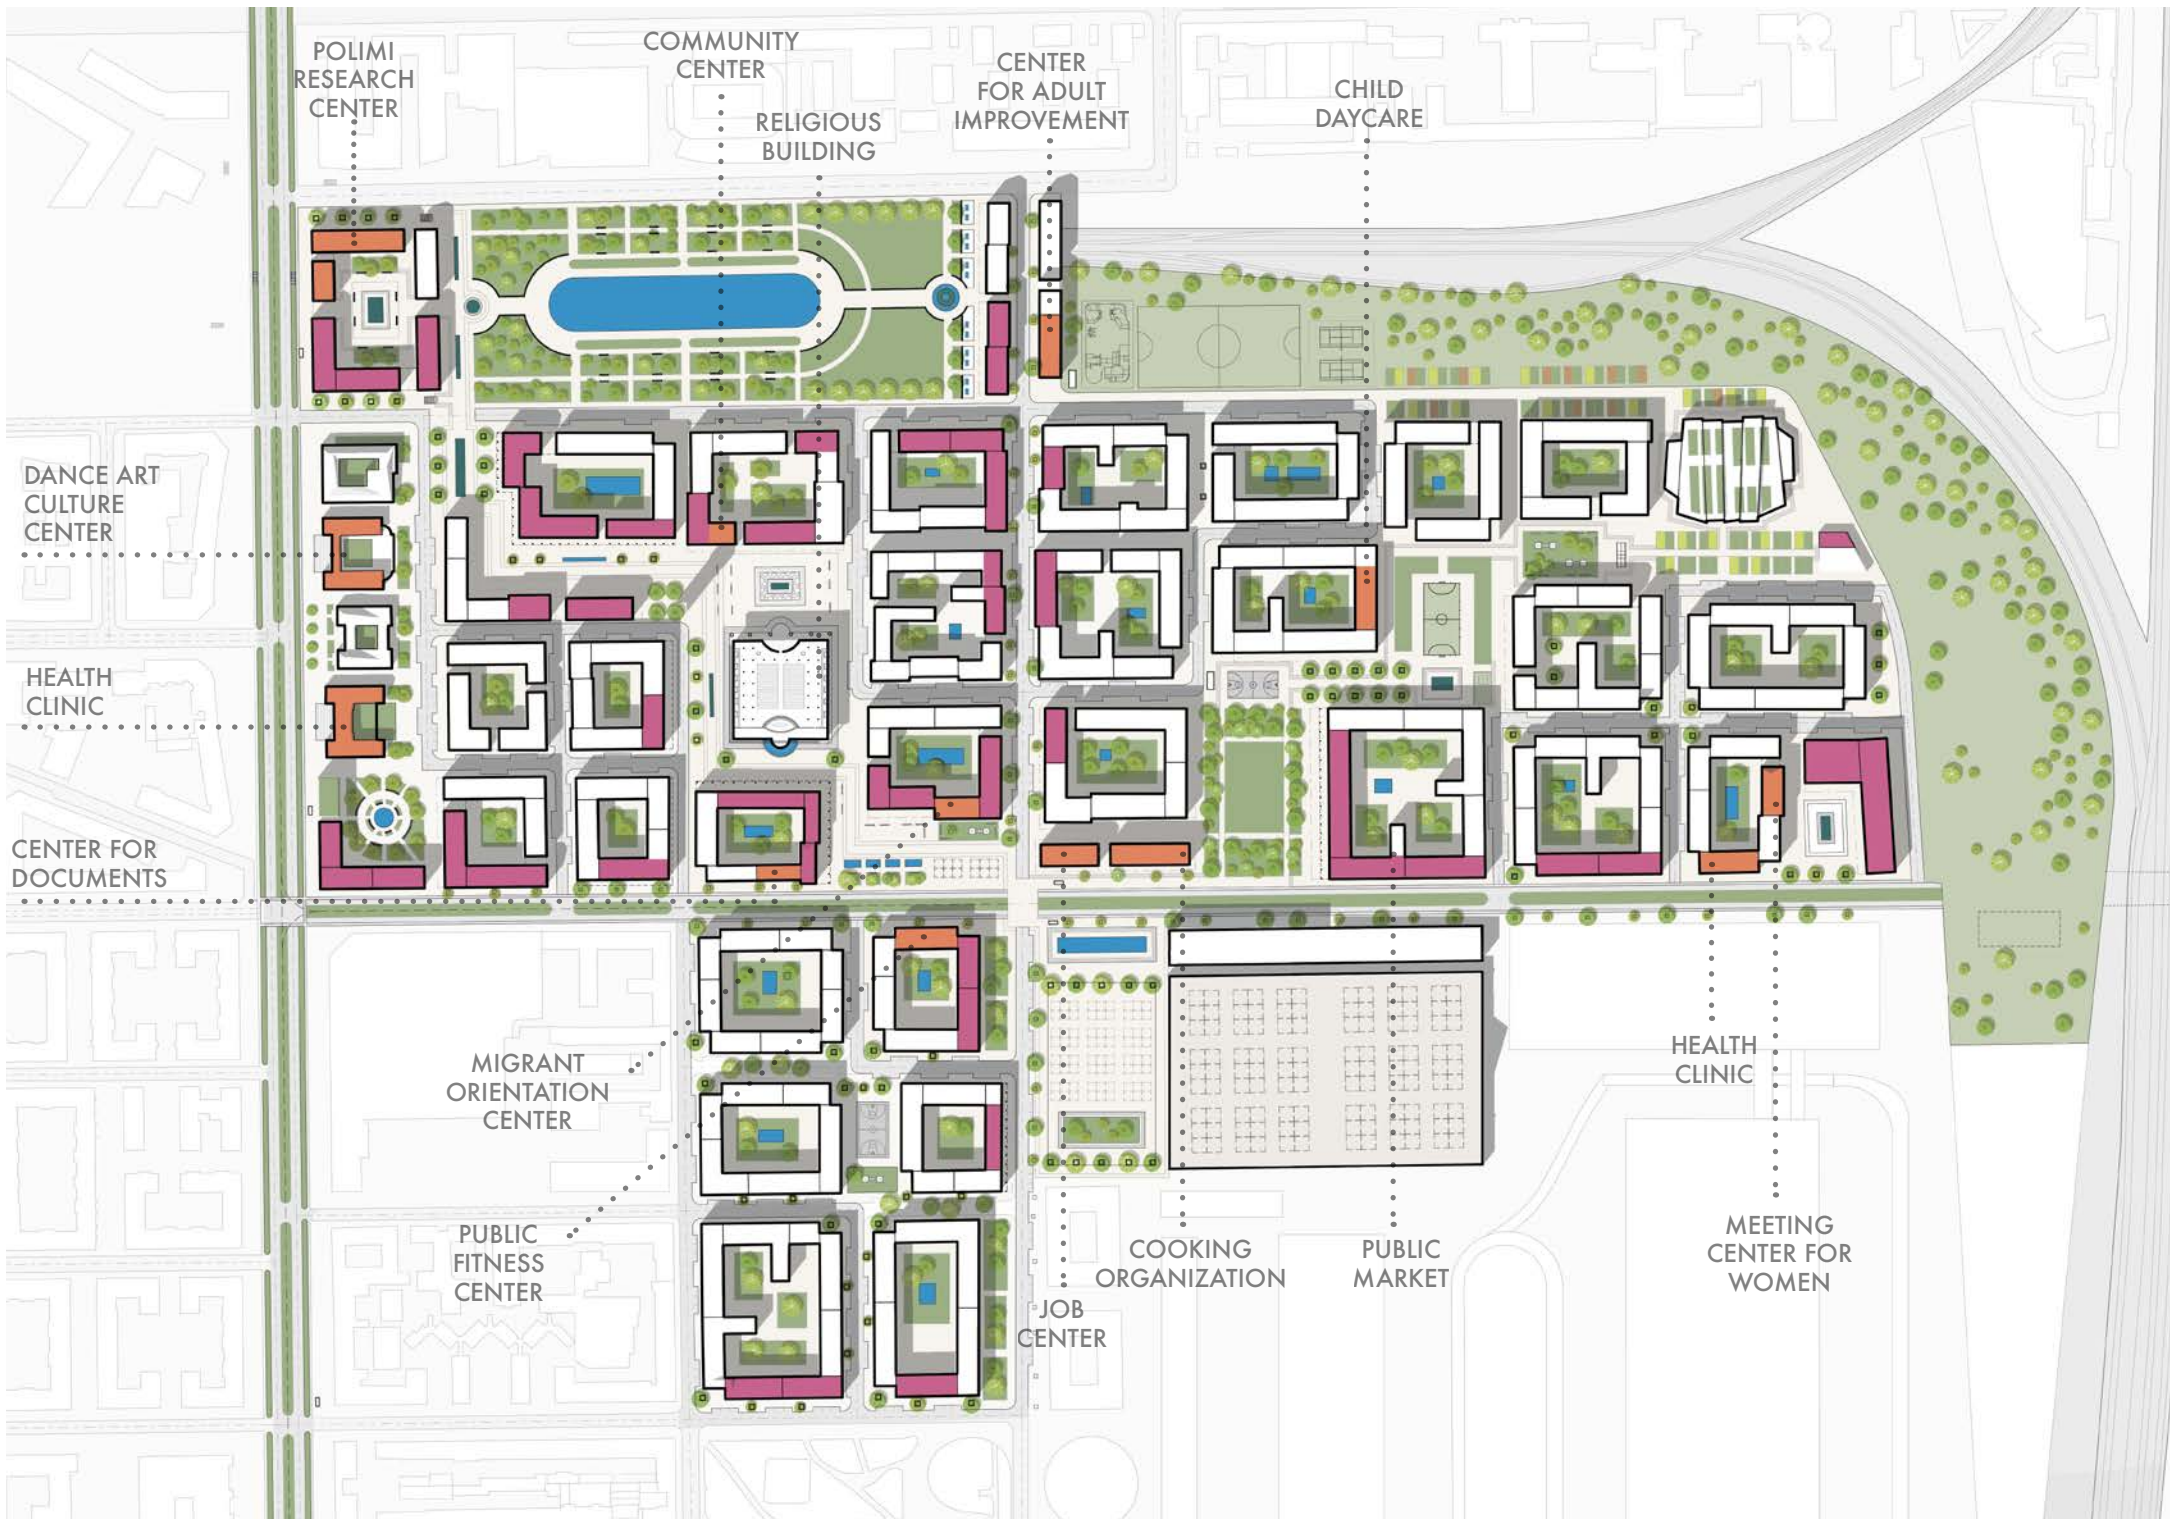 POLIMI
RESEARCH
CENTER
COMMUNITY
CENTER
RELIGIOUS
BUILDING
CENTER
FOR ADULT
IMPROVEMENT
CHILD
DAYCARE
DANCE ART
CULTURE
CENTER
HEALTH
CLINIC
CENTER FOR
DOCUMENTS
MIGRANT
ORIENTATION
CENTER
PUBLIC
FITNESS
CENTER
JOB
CENTER
COOKING
ORGANIZATION
PUBLIC
MARKET
HEALTH
CLINIC
MEETING
CENTER FOR
WOMEN